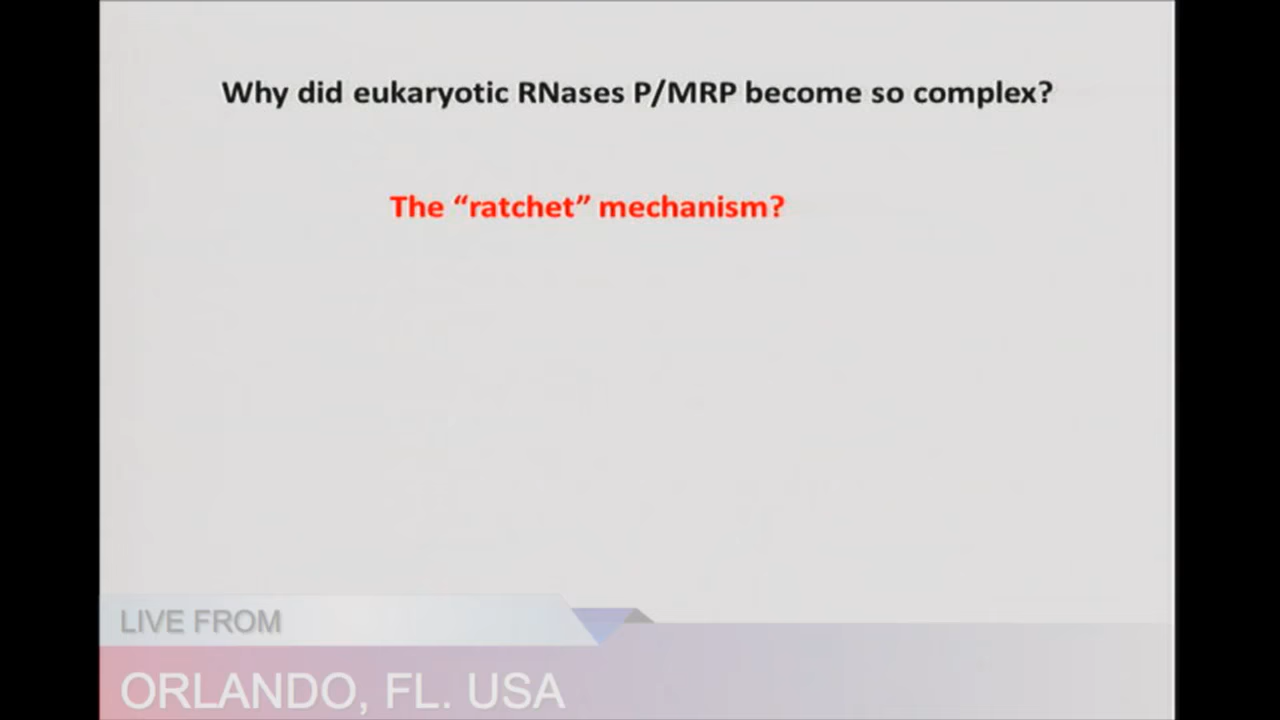 Why did eukaryotic RNases P/MRP become so complex?
The “ratchet” mechanism?
LIVE FROM
ORLANDO, FL. USA